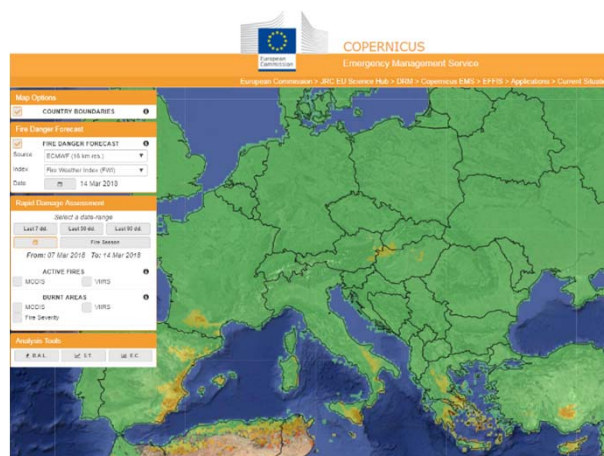 European
Commission
COPERNICUS
Emergency Management Service
European Commission > JRC EU Science Hub > DRM > Copernicus EMS > EFFIS > Applications > Current Situatio
Map Options
COUNTRY BOUNDARIES
Fire Danger Forecast
FIRE DANGER FORECAST
Source ECMWF (16 km res.)
Index Fire Weather Index (FWI)
Date 14 Mar 2018
Rapid Damage Assessment
Select a date-range
Last 7 dd. Last 30 dd. Last 90 dd.
Fire Season
From: 07 Mar 2018 To: 14 Mar 2018
ACTIVE FIRES
MODIS VIIRS
BURNT AREAS
MODIS VIIRS
Fire Severity
Analysis Tools
S.T.